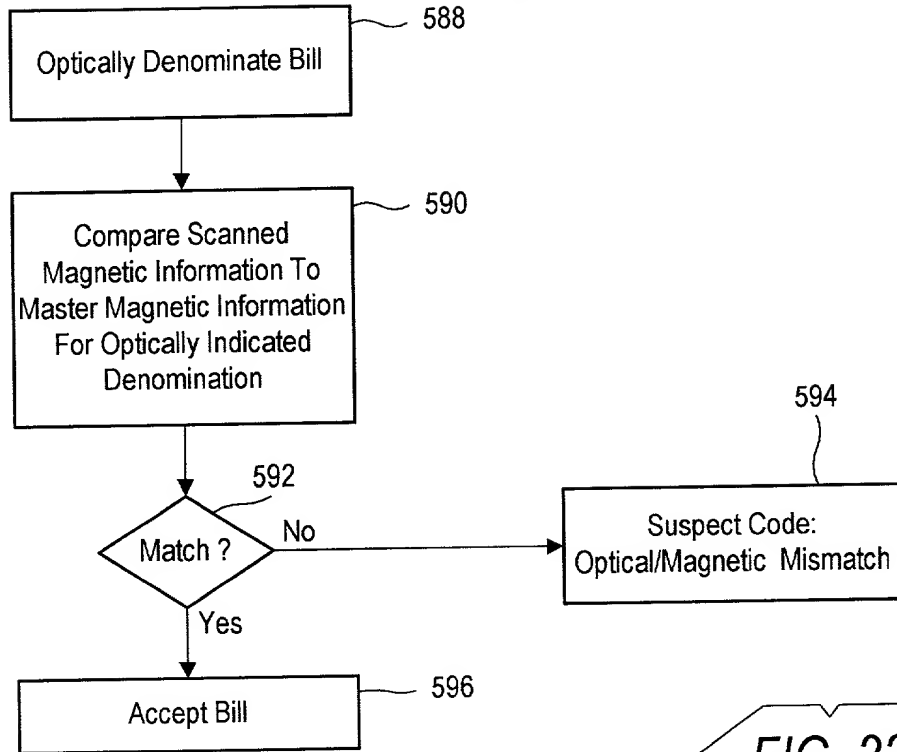 Optically Denominate Bill
588
Compare Scanned
Magnetic Information To
Master Magnetic Information
For Optically Indicated
Denomination
590
592
Match ?
No
Yes
594
Suspect Code:
Optical/Magnetic Mismatch
Accept Bill
596
FIG.